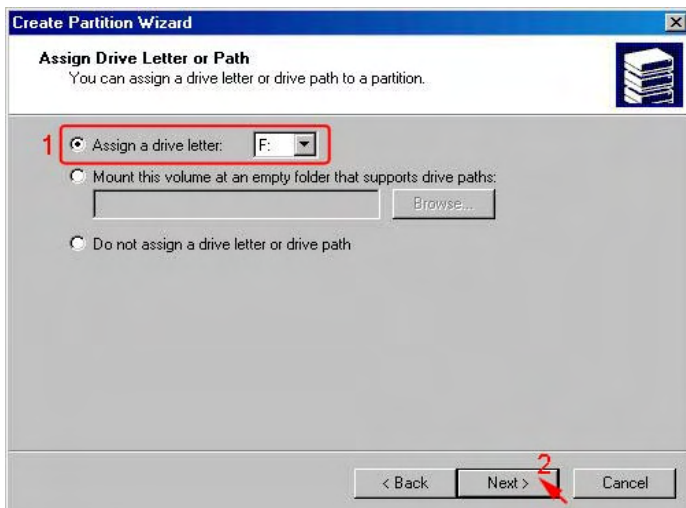 Create Partition Wizard
Assign Drive Letter or Path
You can assign a drive letter or drive path to a partition.
1 Assign a drive letter: F:
Mount this volume at an empty folder that supports drive paths:
Browse...
Do not assign a drive letter or drive path
2
< Back Next > Cancel